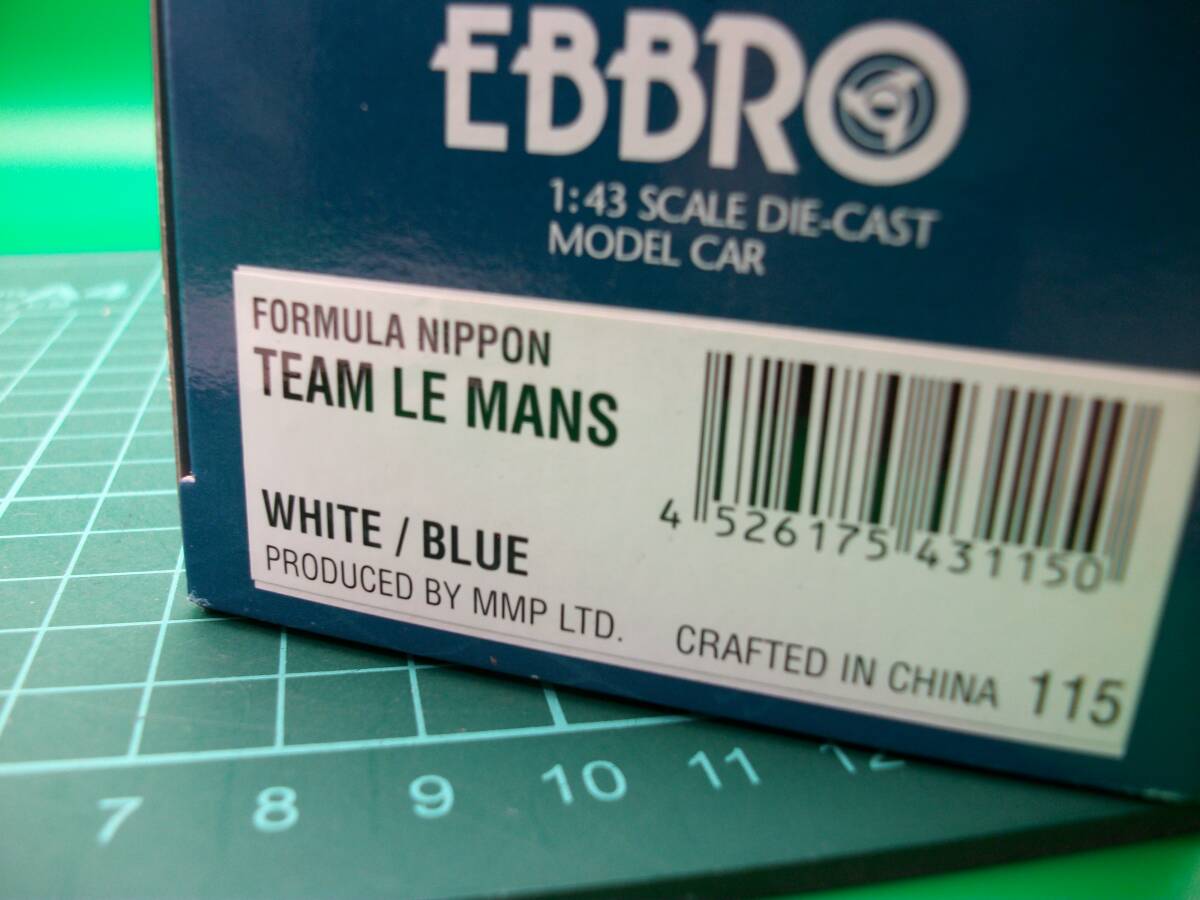 EBBRO
1:43 SCALE DIE-CAST
MODEL CAR
FORMULA NIPPON
TEAM LE MANS
WHITE / BLUE
PRODUCED BY MMP LTD.
4 526175 431150
CRAFTED IN CHINA 115
7 8 9 10 11 12